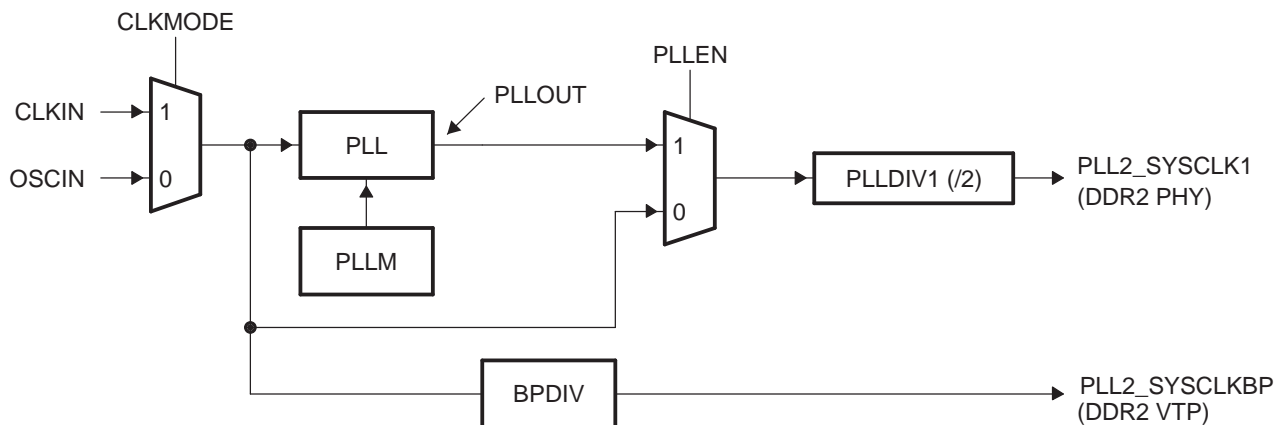 CLKMODE
PLLEN
CLKIN
1
PLLOUT
OSCIN
0
PLL
1
0
PLLDIV1 (/2)
PLL2_SYSCLK1
(DDR2 PHY)
PLLM
BPDIV
PLL2_SYSCLKBP
(DDR2 VTP)